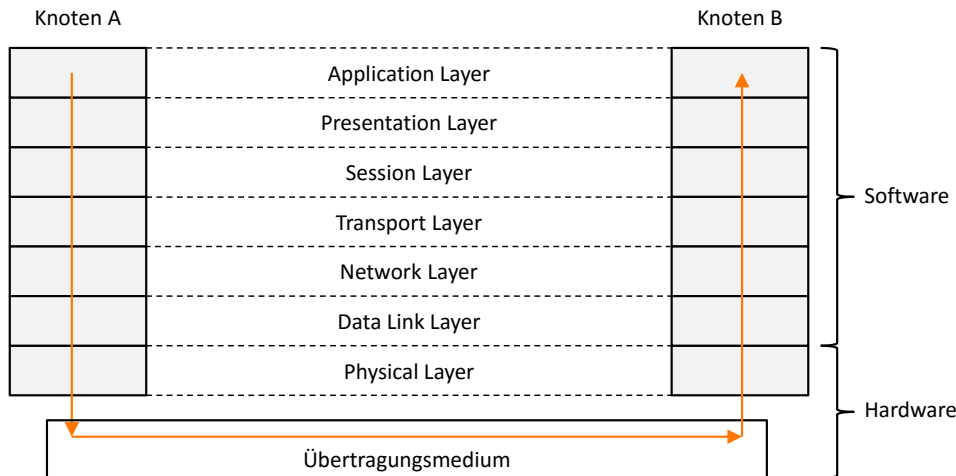 Knoten A
Knoten B
Application Layer
Presentation Layer
Session Layer
Transport Layer
Network Layer
Data Link Layer
Physical Layer
Übertragungsmedium
Software
Hardware